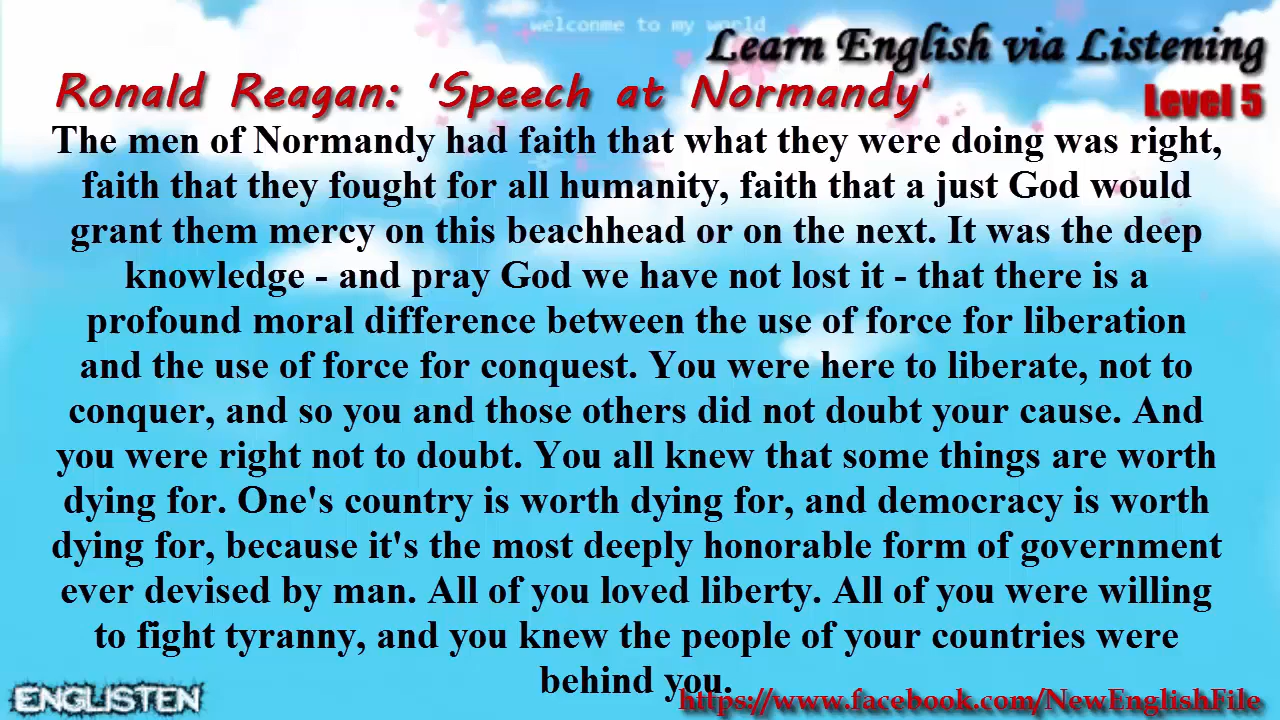 welconme to my world
Learn English via Listening
Ronald Reagan: 'Speech at Normandy'
Level 5
The men of Normandy had faith that what they were doing was right,
faith that they fought for all humanity, faith that a just God would
grant them mercy on this beachhead or on the next. It was the deep
knowledge - and pray God we have not lost it - that there is a
profound moral difference between the use of force for liberation
and the use of force for conquest. You were here to liberate, not to
conquer, and so you and those others did not doubt your cause. And
you were right not to doubt. You all knew that some things are worth
dying for. One's country is worth dying for, and democracy is worth
dying for, because it's the most deeply honorable form of government
ever devised by man. All of you loved liberty. All of you were willing
to fight tyranny, and you knew the people of your countries were
behind you.
ENGLISTEN
https://www.facebook.com/NewEnglishFile